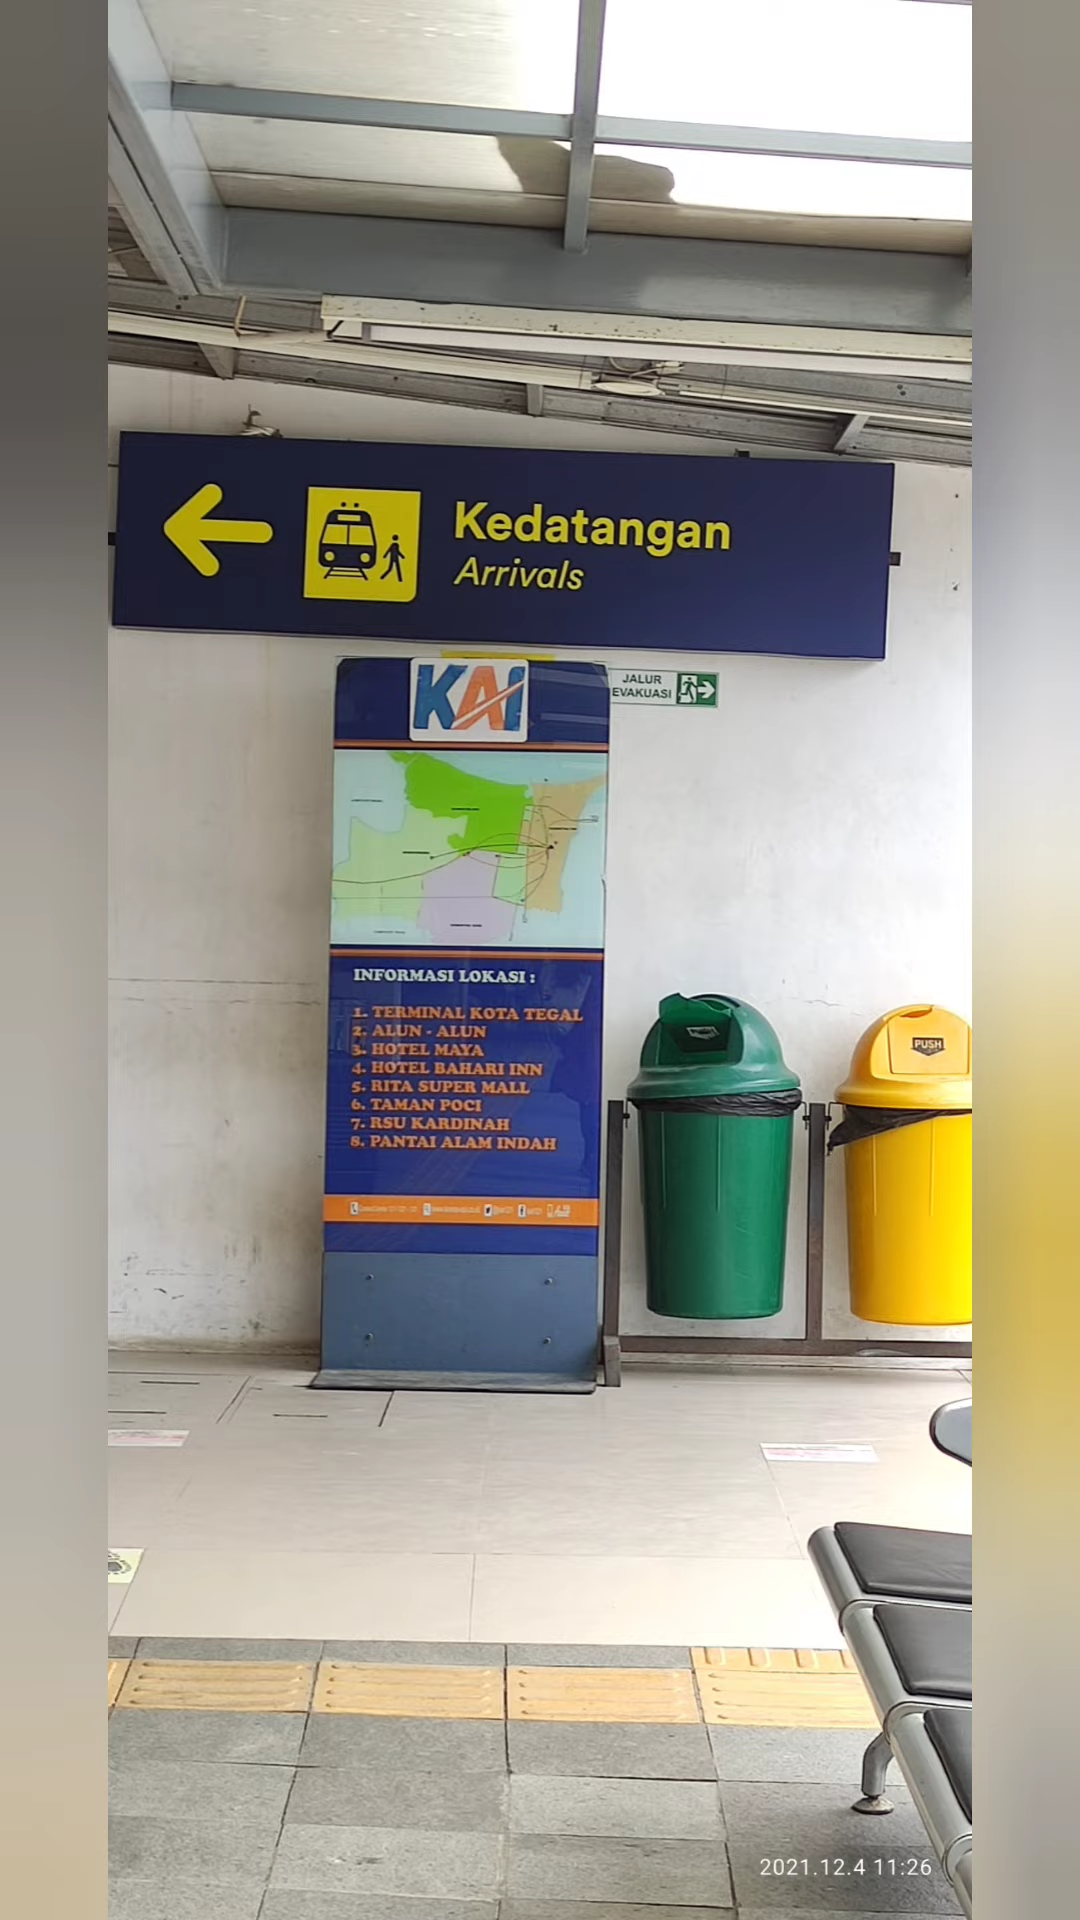 Kedatangan
Arrivals
KAI
JALUR
EVAKUASI
INFORMASI LOKASI :
1. TERMINAL KOTA TEGAL
2. ALUN - ALUN
3. HOTEL MAYA
4. HOTEL BAHARI INN
5. RITA SUPER MALL
6. TAMAN POCI
7. RSU KARDINAH
8. PANTAI ALAM INDAH
PUSH
2021.12.4 11:26